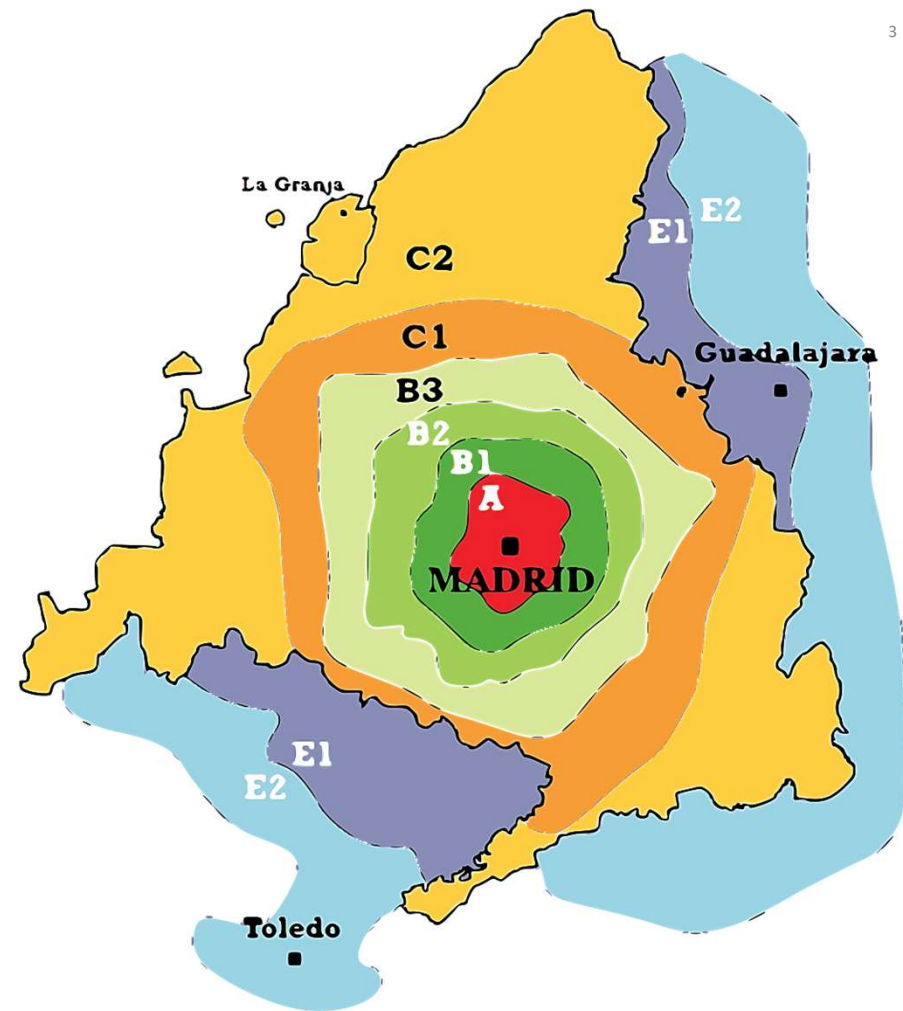 3
La Granja
E2
E1
C2
C1
Guadalajara
B3
B2
B1
A
MADRID
E1
E2
Toledo